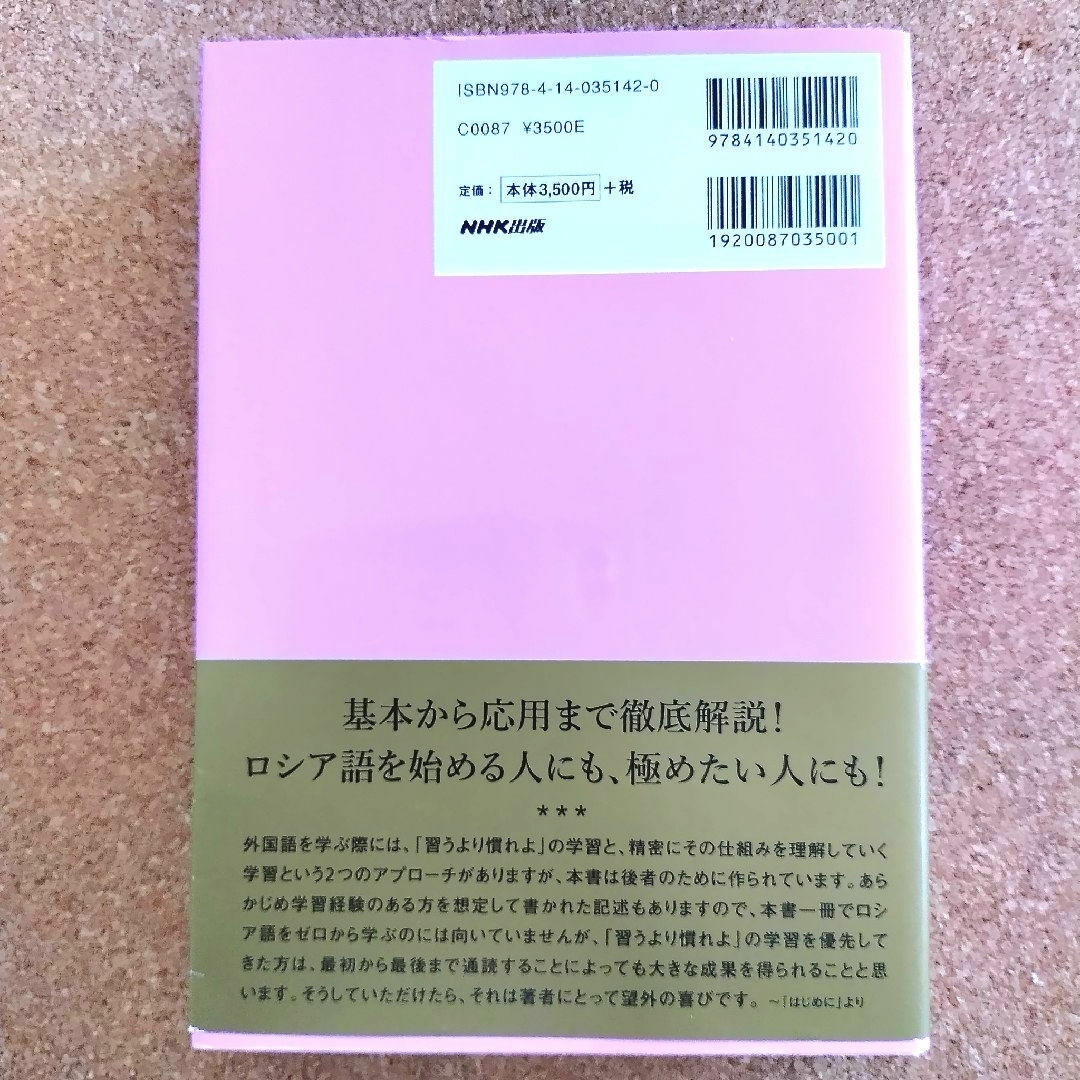 ISBN978-4-14-035142-0
C0087 ¥3500E
9784140351420
定価：本体3,500円+税
NHK出版
1920087035001
基本から応用まで徹底解説！
ロシア語を始める人にも、極めたい人にも！
***
外国語を学ぶ際には、「習うより慣れよ」の学習と、精密にその仕組みを理解していく
学習という2つのアプローチがありますが、本書は後者のために作られています。あら
かじめ学習経験のある方を想定して書かれた記述もありますので、本書一冊でロシ
ア語をゼロから学ぶのには向いていませんが、「習うより慣れよ」の学習を優先して
きた方は、最初から最後まで通読することによっても大きな成果を得られることと思
います。そうしていただけたら、それは著者にとって望外の喜びです。 ～「はじめに」より